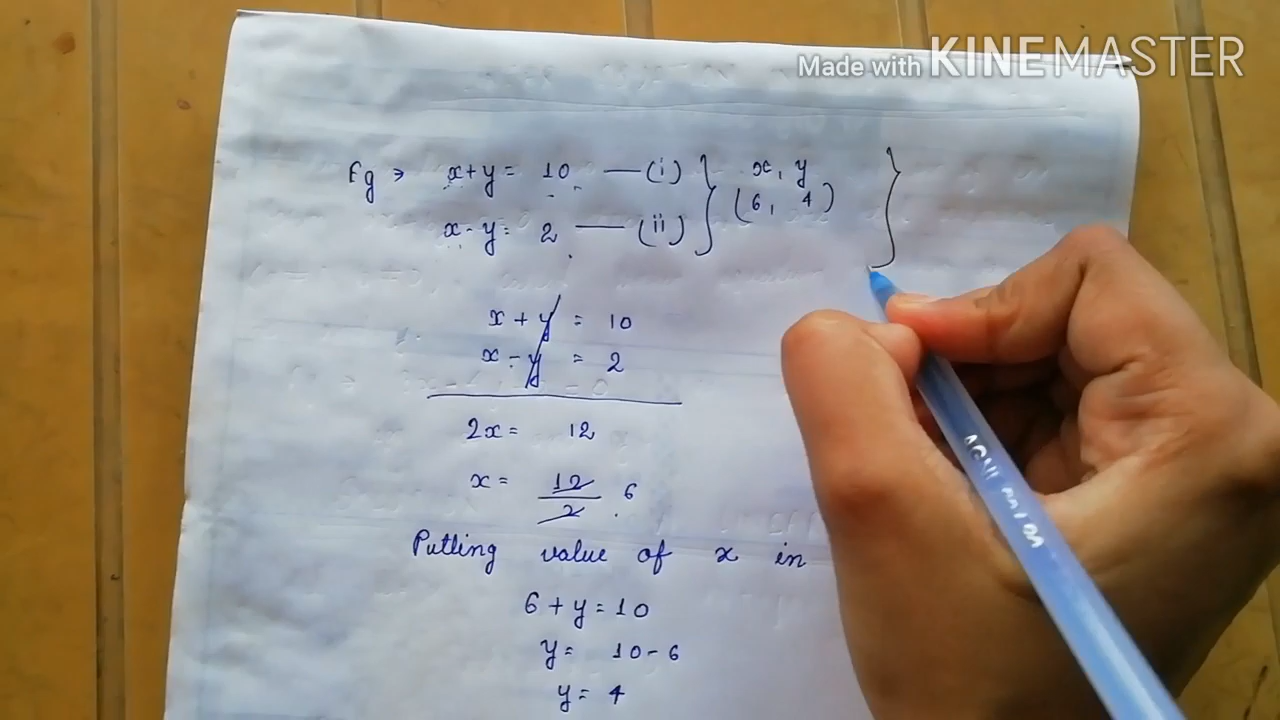 Made with KINEMASTER
Eg → x+y = 10 —(i) } x, y }
(6, 4)
x-y = 2 —(ii)
x + y = 10
x - y = 2
2x = 12
x = 12/2 6
Putting value of x in
6 + y = 10
y = 10 - 6
y = 4